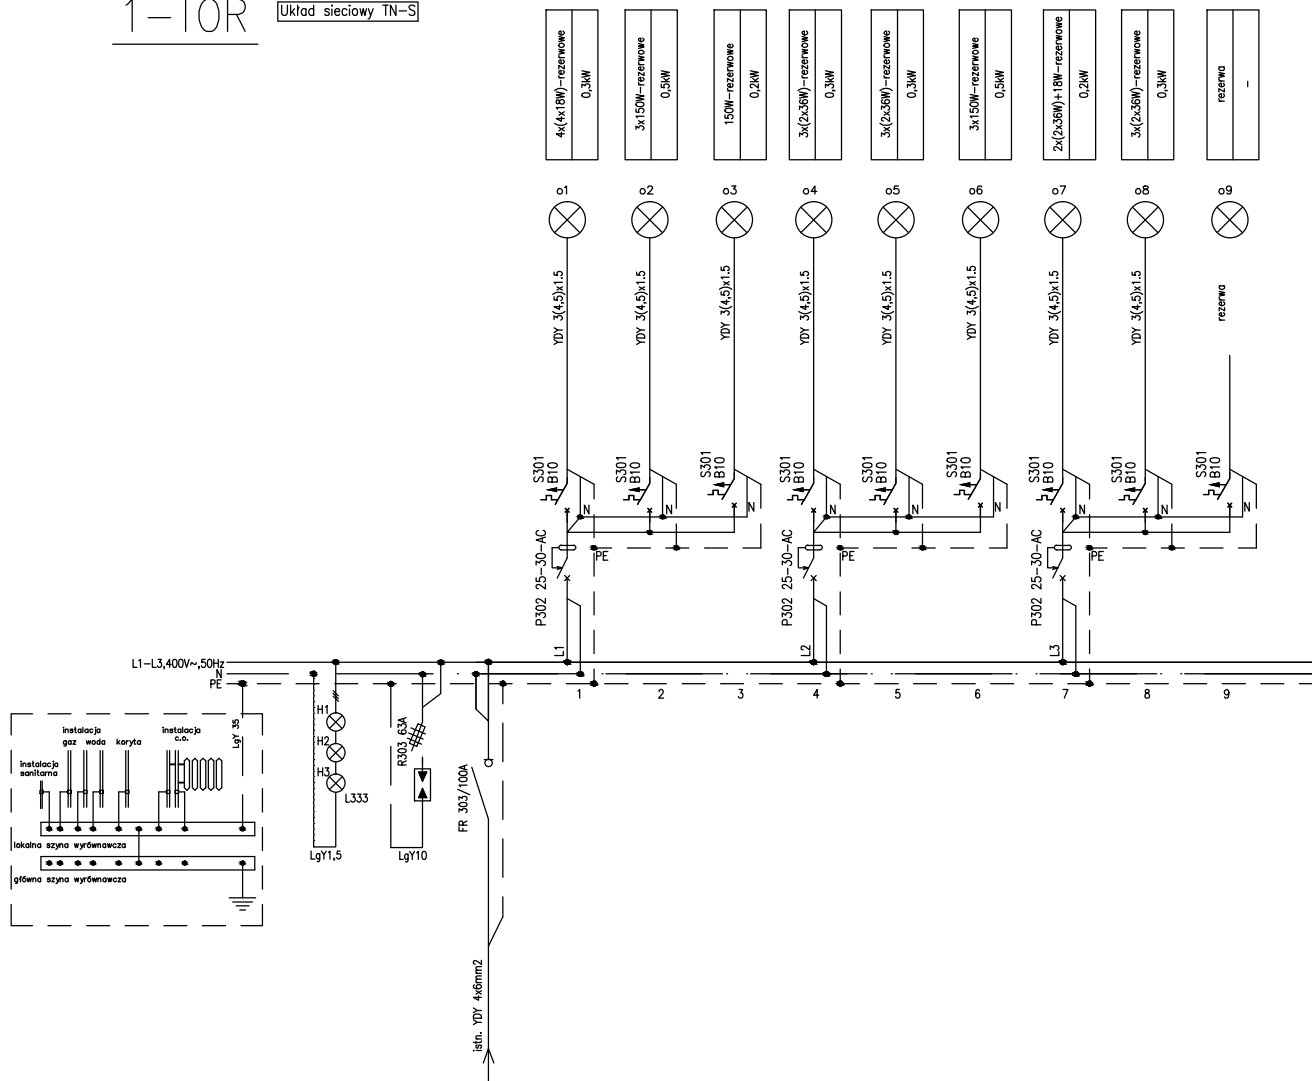 1-TOR
Układ sieciowy TN-S
4x(4x18W)-rezerwowe
0,3kW
3x150W-rezerwowe
0,5kW
150W-rezerwowe
0,2kW
3x(2x36W)-rezerwowe
0,3kW
3x(2x36W)-rezerwowe
0,3kW
3x150W-rezerwowe
0,5kW
2x(2x36W)+18W-rezerwowe
0,2kW
3x(2x36W)-rezerwowe
0,3kW
rezerwa
-
o1
o2
o3
o4
o5
o6
o7
o8
o9
YDY 3(4,5)x1.5
YDY 3(4,5)x1.5
YDY 3(4,5)x1.5
YDY 3(4,5)x1.5
YDY 3(4,5)x1.5
YDY 3(4,5)x1.5
YDY 3(4,5)x1.5
YDY 3(4,5)x1.5
rezerwa
S301
B10
S301
B10
S301
B10
S301
B10
S301
B10
S301
B10
S301
B10
S301
B10
S301
B10
N
N
N
N
N
N
N
N
N
PE
PE
PE
P302 25-30-AC
P302 25-30-AC
P302 25-30-AC
L1
L2
L3
L1-L3,400V~,50Hz
N
PE
1
2
3
4
5
6
7
8
9
H1
H2
H3
L333
LgY1,5
R303 63A
LgY10
FR 303/100A
istn. YDY 4x6mm2
LgY 35
instalacja
sanitarna
instalacja
gaz woda
koryta
instalacja
c.o.
lokalna szyna wyrównawcza
główna szyna wyrównawcza